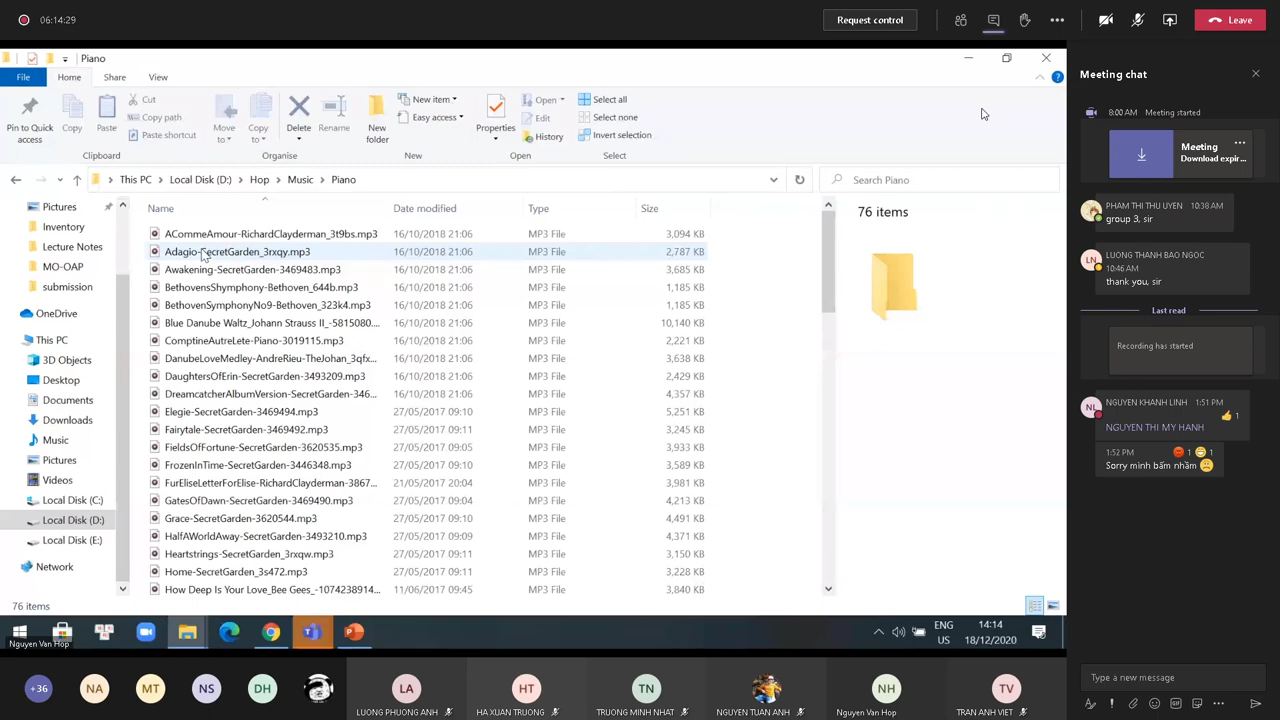 06:14:29
Request control
Leave
Piano
File
Home
Share
View
Pin to Quick access
Copy
Paste
Cut
Copy path
Paste shortcut
Clipboard
Move to
Copy to
Delete
Rename
Organise
New folder
New item
Easy access
New
Properties
Open
Edit
History
Open
Select all
Select none
Invert selection
Select
This PC
Local Disk (D:)
Hop
Music
Piano
Search Piano
Pictures
Inventory
Lecture Notes
MO-OAP
submission
OneDrive
This PC
3D Objects
Desktop
Documents
Downloads
Music
Pictures
Videos
Local Disk (C:)
Local Disk (D:)
Local Disk (E:)
Network
Name Date modified Type Size
ACommeAmour-RichardClayderman_3t9bs.mp3 16/10/2018 21:06 MP3 File 3,094 KB
Adagio-SecretGarden_3rxqy.mp3 16/10/2018 21:06 MP3 File 2,787 KB
Awakening-SecretGarden-3469483.mp3 16/10/2018 21:06 MP3 File 3,685 KB
BethovensShymphony-Bethoven_644b.mp3 16/10/2018 21:06 MP3 File 1,185 KB
BethovenSymphonyNo9-Bethoven_323k4.mp3 16/10/2018 21:06 MP3 File 1,185 KB
Blue Danube Waltz_Johann Strauss II_-5815080.... 16/10/2018 21:06 MP3 File 10,140 KB
ComptineAutreLete-Piano-3019115.mp3 16/10/2018 21:06 MP3 File 2,221 KB
DanubeLoveMedley-AndreRieu-TheJohan_3qfx... 16/10/2018 21:06 MP3 File 3,638 KB
DaughtersOfErin-SecretGarden-3493209.mp3 16/10/2018 21:06 MP3 File 2,429 KB
DreamcatcherAlbumVersion-SecretGarden-346... 16/10/2018 21:06 MP3 File 4,357 KB
Elegie-SecretGarden-3469494.mp3 27/05/2017 09:10 MP3 File 5,251 KB
Fairytale-SecretGarden-3469492.mp3 27/05/2017 09:11 MP3 File 3,245 KB
FieldsOfFortune-SecretGarden-3620535.mp3 27/05/2017 09:10 MP3 File 3,933 KB
FrozenInTime-SecretGarden-3446348.mp3 27/05/2017 09:10 MP3 File 3,589 KB
FurEliseLetterForElise-RichardClayderman-3867... 21/05/2017 20:04 MP3 File 3,981 KB
GatesOfDawn-SecretGarden-3469490.mp3 27/05/2017 09:04 MP3 File 4,213 KB
Grace-SecretGarden-3620544.mp3 27/05/2017 09:10 MP3 File 4,491 KB
HalfAWorldAway-SecretGarden-3493210.mp3 27/05/2017 09:09 MP3 File 4,371 KB
Heartstrings-SecretGarden_3rxqw.mp3 27/05/2017 09:11 MP3 File 3,150 KB
Home-SecretGarden_3s472.mp3 27/05/2017 09:11 MP3 File 3,228 KB
How Deep Is Your Love_Bee Gees_-1074238914... 11/06/2017 09:45 MP3 File 3,840 KB
76 items
76 items
ENG
US
14:14
18/12/2020
Nguyen Van Hop
+36
NA
MT
NS
DH
LA
LUONG PHUONG ANH
HT
HA XUAN TRUONG
TN
TRUONG MINH NHAT
NGUYEN TUAN ANH
NH
Nguyen Van Hop
TV
TRAN ANH VIET
Meeting chat
8:00 AM Meeting started
Meeting
Download expir...
PHAM THI THU UYEN 10:38 AM
group 3, sir
LN
LUONG THANH BAO NGOC
10:46 AM
thank you, sir
Last read
Recording has started
NL
NGUYEN KHANH LINH 1:51 PM
1
NGUYEN THI MY HANH
1:52 PM 1 1
Sorry mình bấm nhầm
Type a new message